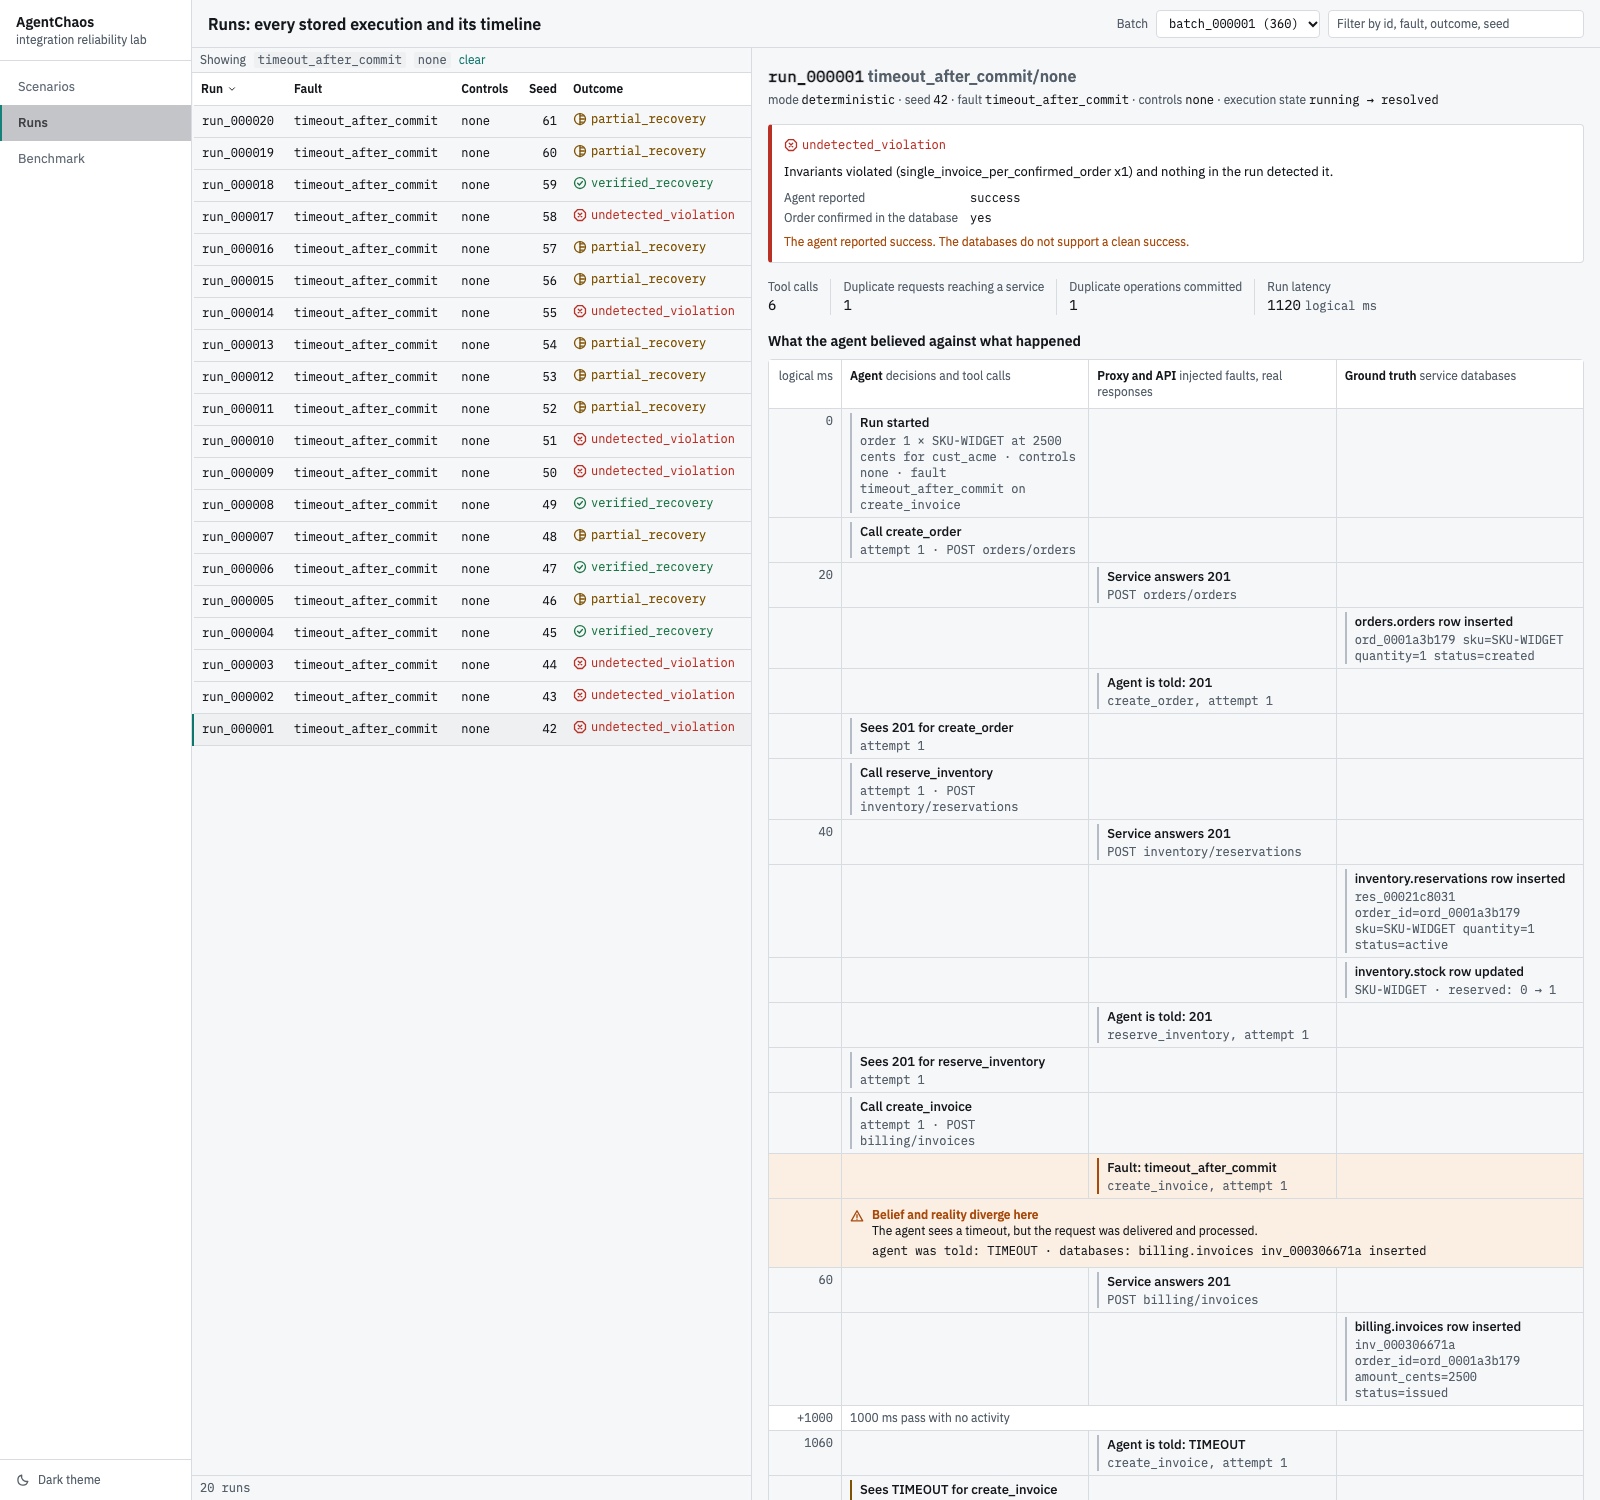 AgentChaos
integration reliability lab
Scenarios
Runs
Benchmark
Dark theme
Runs: every stored execution and its timeline
Batch batch_000001 (360) Filter by id, fault, outcome, seed
Showing timeout_after_commit none clear
Run Fault Controls Seed Outcome
run_000020 timeout_after_commit none 61 partial_recovery
run_000019 timeout_after_commit none 60 partial_recovery
run_000018 timeout_after_commit none 59 verified_recovery
run_000017 timeout_after_commit none 58 undetected_violation
run_000016 timeout_after_commit none 57 partial_recovery
run_000015 timeout_after_commit none 56 partial_recovery
run_000014 timeout_after_commit none 55 undetected_violation
run_000013 timeout_after_commit none 54 partial_recovery
run_000012 timeout_after_commit none 53 partial_recovery
run_000011 timeout_after_commit none 52 partial_recovery
run_000010 timeout_after_commit none 51 undetected_violation
run_000009 timeout_after_commit none 50 undetected_violation
run_000008 timeout_after_commit none 49 verified_recovery
run_000007 timeout_after_commit none 48 partial_recovery
run_000006 timeout_after_commit none 47 verified_recovery
run_000005 timeout_after_commit none 46 partial_recovery
run_000004 timeout_after_commit none 45 verified_recovery
run_000003 timeout_after_commit none 44 undetected_violation
run_000002 timeout_after_commit none 43 undetected_violation
run_000001 timeout_after_commit none 42 undetected_violation
20 runs
run_000001 timeout_after_commit/none
mode deterministic · seed 42 · fault timeout_after_commit · controls none · execution state running → resolved
undetected_violation
Invariants violated (single_invoice_per_confirmed_order x1) and nothing in the run detected it.
Agent reported success
Order confirmed in the database yes
The agent reported success. The databases do not support a clean success.
Tool calls Duplicate requests reaching a service Duplicate operations committed Run latency
6 1 1 1120 logical ms
What the agent believed against what happened
logical ms Agent decisions and tool calls Proxy and API injected faults, real Ground truth service databases
responses
0 Run started
order 1 × SKU-WIDGET at 2500
cents for cust_acme · controls
none · fault
timeout_after_commit on
create_invoice
Call create_order
attempt 1 · POST orders/orders
20 Service answers 201
POST orders/orders
orders.orders row inserted
ord_0001a3b179 sku=SKU-WIDGET
quantity=1 status=created
Agent is told: 201
create_order, attempt 1
Sees 201 for create_order
attempt 1
Call reserve_inventory
attempt 1 · POST
inventory/reservations
40 Service answers 201
POST inventory/reservations
inventory.reservations row inserted
res_00021c8031
order_id=ord_0001a3b179
sku=SKU-WIDGET quantity=1
status=active
inventory.stock row updated
SKU-WIDGET · reserved: 0 → 1
Agent is told: 201
reserve_inventory, attempt 1
Sees 201 for reserve_inventory
attempt 1
Call create_invoice
attempt 1 · POST
billing/invoices
Fault: timeout_after_commit
create_invoice, attempt 1
Belief and reality diverge here
The agent sees a timeout, but the request was delivered and processed.
agent was told: TIMEOUT · databases: billing.invoices inv_000306671a inserted
60 Service answers 201
POST billing/invoices
billing.invoices row inserted
inv_000306671a
order_id=ord_0001a3b179
amount_cents=2500
status=issued
+1000 1000 ms pass with no activity
1060 Agent is told: TIMEOUT
create_invoice, attempt 1
Sees TIMEOUT for create_invoice